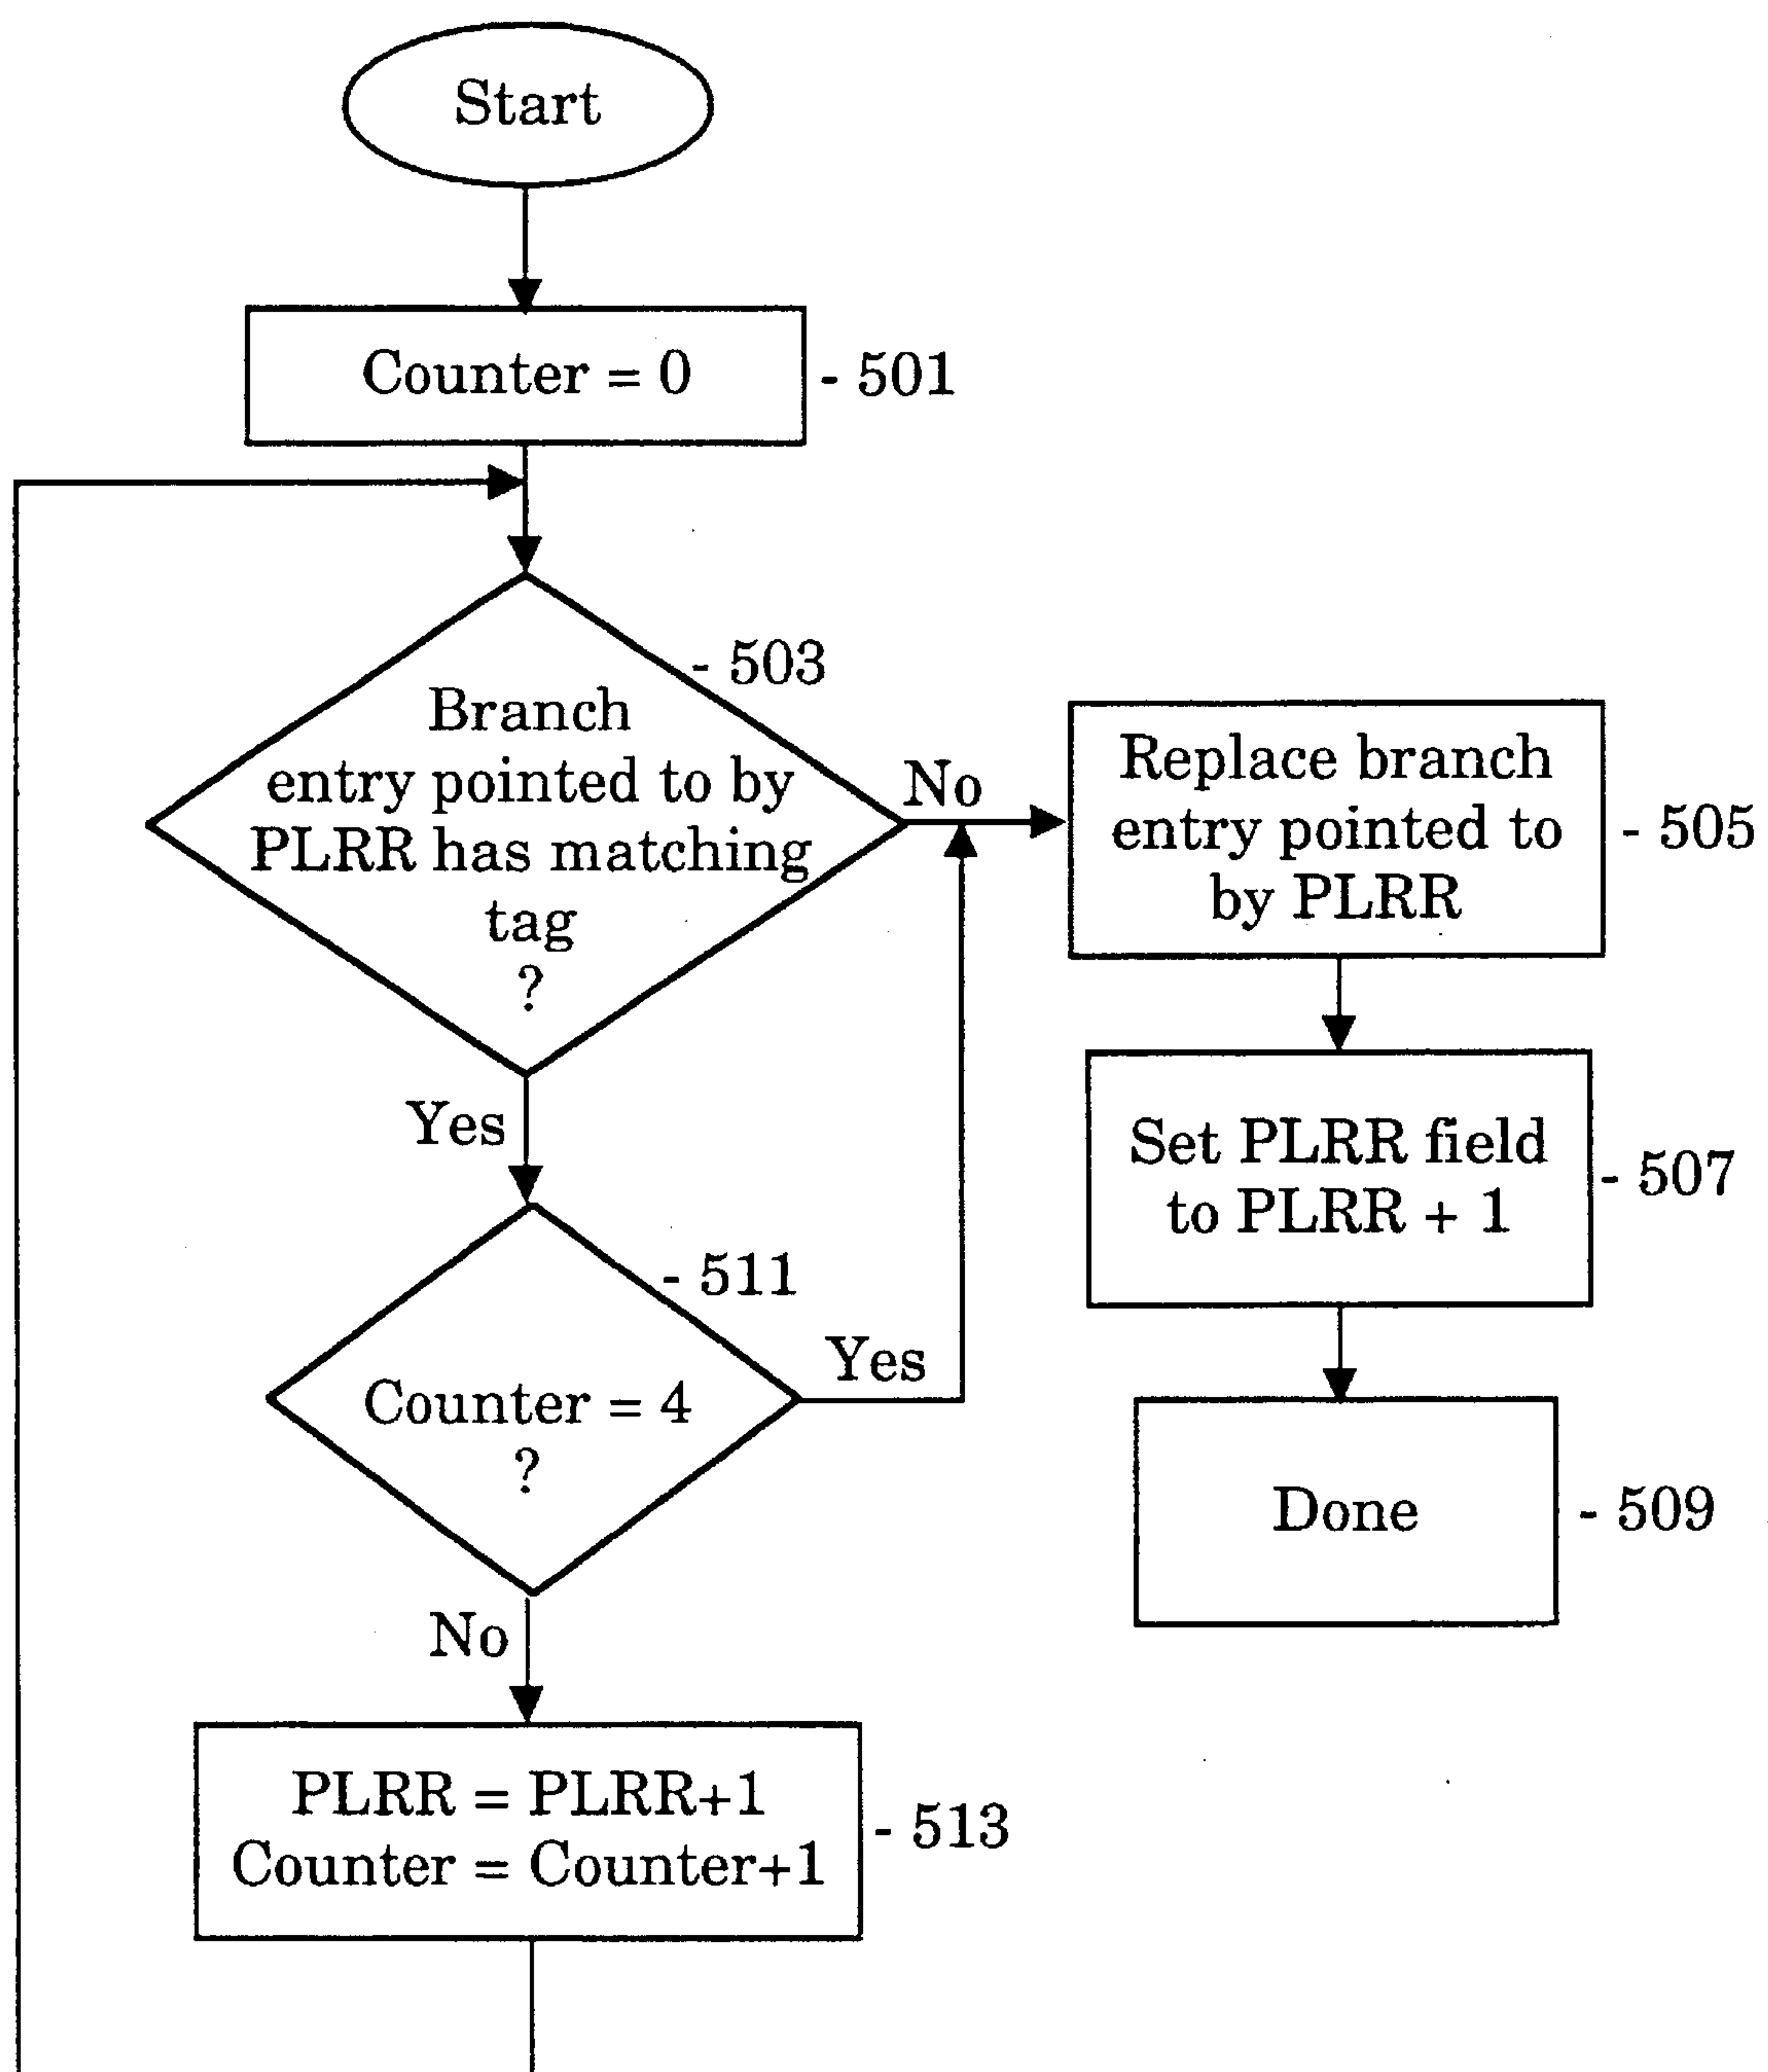 Start
Counter = 0
- 501
- 503
Branch
entry pointed to by
PLRR has matching
tag
?
No
Replace branch
entry pointed to
by PLRR
- 505
Yes
Set PLRR field
to PLRR + 1
- 507
- 511
Counter = 4
?
Yes
Done
- 509
No
PLRR = PLRR+1
Counter = Counter+1
- 513